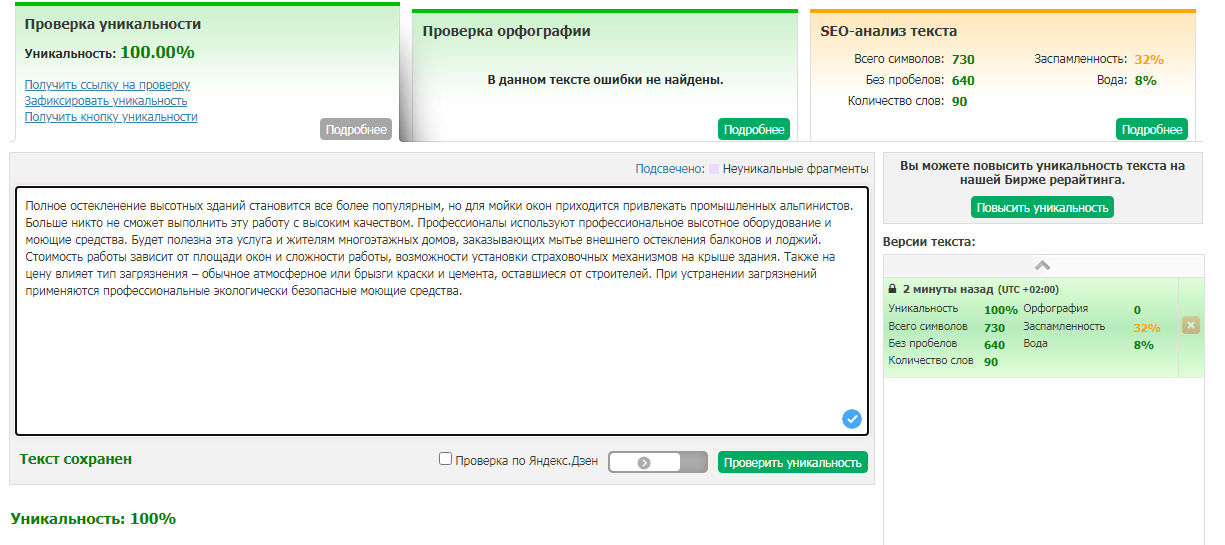 Проверка уникальности
Уникальность: 100.00%
Получить ссылку на проверку
Зафиксировать уникальность
Получить кнопку уникальности
Подробнее
Проверка орфографии
В данном тексте ошибки не найдены.
Подробнее
SEO-анализ текста
Всего символов: 730 Заспамленность: 32%
Без пробелов: 640 Вода: 8%
Количество слов: 90
Подробнее
Подсвечено: Неуникальные фрагменты
Полное остекленение высотных зданий становится все более популярным, но для мойки окон приходится привлекать промышленных альпинистов.
Больше никто не сможет выполнить эту работу с высоким качеством. Профессионалы используют профессиональное высотное оборудование и
моющие средства. Будет полезна эта услуга и жителям многоэтажных домов, заказывающих мытье внешнего остекления балконов и лоджий.
Стоимость работы зависит от площади окон и сложности работы, возможности установки страховочных механизмов на крыше здания. Также на
цену влияет тип загрязнения – обычное атмосферное или брызги краски и цемента, оставшиеся от строителей. При устранении загрязнений
применяются профессиональные экологически безопасные моющие средства.
Текст сохранен
Проверка по Яндекс.Дзен
Проверить уникальность
Уникальность: 100%
Вы можете повысить уникальность текста на
нашей Бирже рерайтинга.
Повысить уникальность
Версии текста:
2 минуты назад (UTC +02:00)
Уникальность 100% Орфография 0
Всего символов 730 Заспамленность 32%
Без пробелов 640 Вода 8%
Количество слов 90